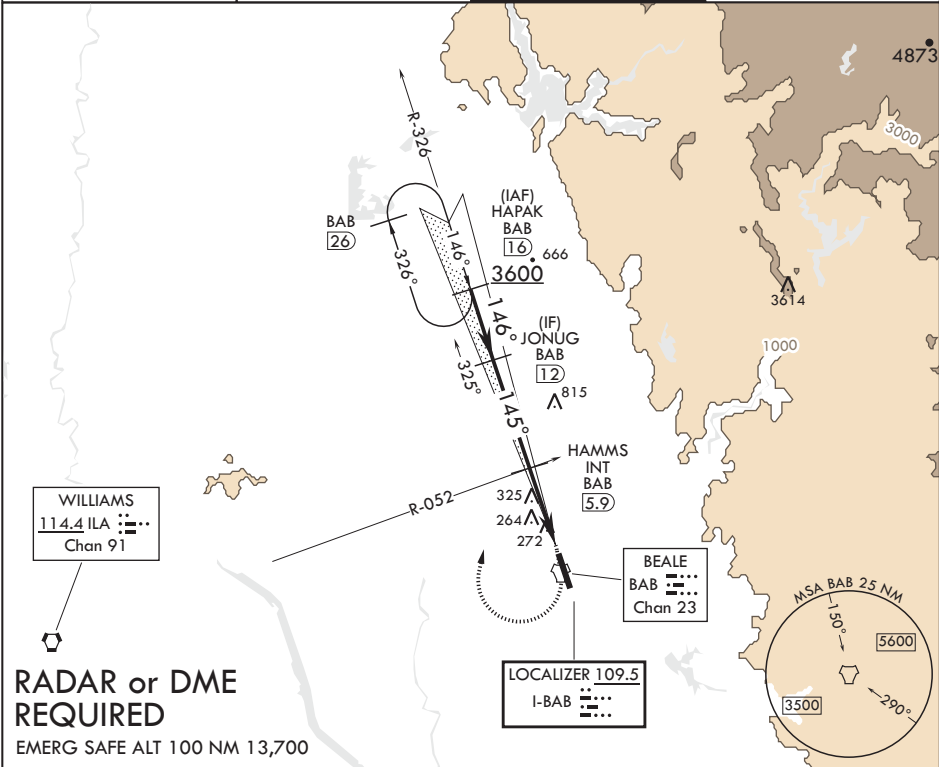 4873
3000
R-326
(IAF)
HAPAK
BAB
16
666
3600
BAB
26
146°
326°
146°
3614
(IF)
JONUG
BAB
12
1000
325°
815
145°
HAMMS
INT
BAB
5.9
R-052
325
264
272
WILLIAMS
114.4 ILA
Chan 91
BEALE
BAB
Chan 23
MSA BAB 25 NM
150°
5600
3500
290°
LOCALIZER 109.5
I-BAB
RADAR or DME
REQUIRED
EMERG SAFE ALT 100 NM 13,700